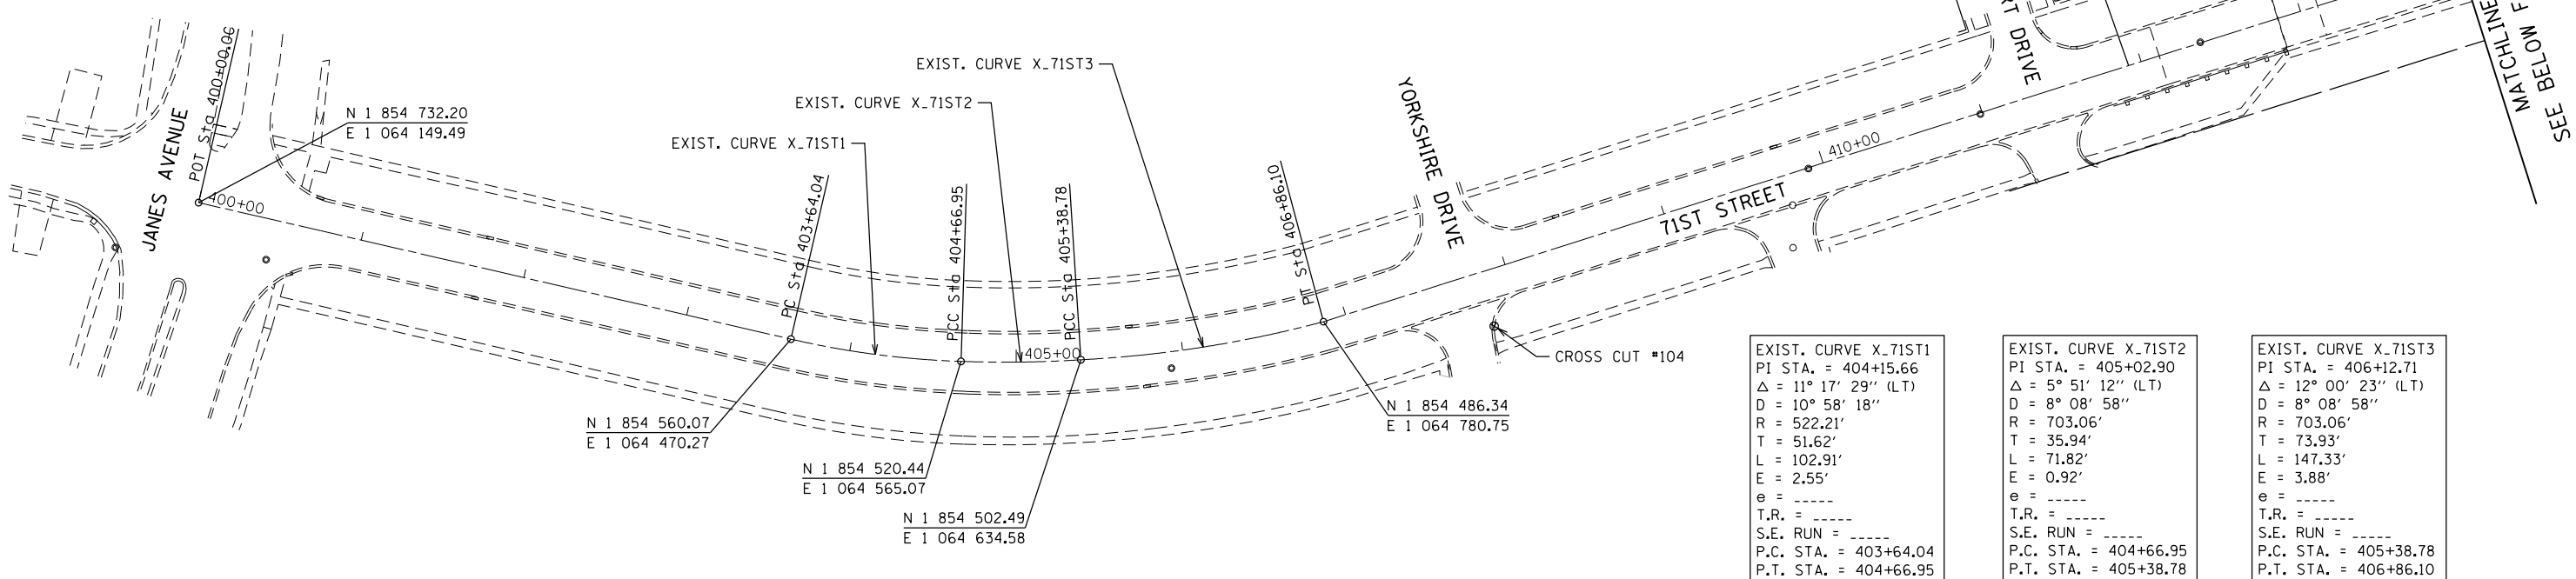 POT Sta 400+00.00
JANES AVENUE
N 1 854 732.20
E 1 064 149.49
400+00
EXIST. CURVE X_71ST3
EXIST. CURVE X_71ST2
EXIST. CURVE X_71ST1
PC Sta 403+64.04
PCC Sta 404+66.95
PCC Sta 405+38.78
PT Sta 406+86.10
405+00
YORKSHIRE DRIVE
71ST STREET
410+00
DRIVE
MATCHLINE
SEE BELOW
N 1 854 560.07
E 1 064 470.27
N 1 854 520.44
E 1 064 565.07
N 1 854 502.49
E 1 064 634.58
N 1 854 486.34
E 1 064 780.75
CROSS CUT #104
EXIST. CURVE X_71ST1
PI STA. = 404+15.66
Δ = 11° 17' 29'' (LT)
D = 10° 58' 18''
R = 522.21'
T = 51.62'
L = 102.91'
E = 2.55'
e = _____
T.R. = _____
S.E. RUN = _____
P.C. STA. = 403+64.04
P.T. STA. = 404+66.95
EXIST. CURVE X_71ST2
PI STA. = 405+02.90
Δ = 5° 51' 12'' (LT)
D = 8° 08' 58''
R = 703.06'
T = 35.94'
L = 71.82'
E = 0.92'
e = _____
T.R. = _____
S.E. RUN = _____
P.C. STA. = 404+66.95
P.T. STA. = 405+38.78
EXIST. CURVE X_71ST3
PI STA. = 406+12.71
Δ = 12° 00' 23'' (LT)
D = 8° 08' 58''
R = 703.06'
T = 73.93'
L = 147.33'
E = 3.88'
e = _____
T.R. = _____
S.E. RUN = _____
P.C. STA. = 405+38.78
P.T. STA. = 406+86.10